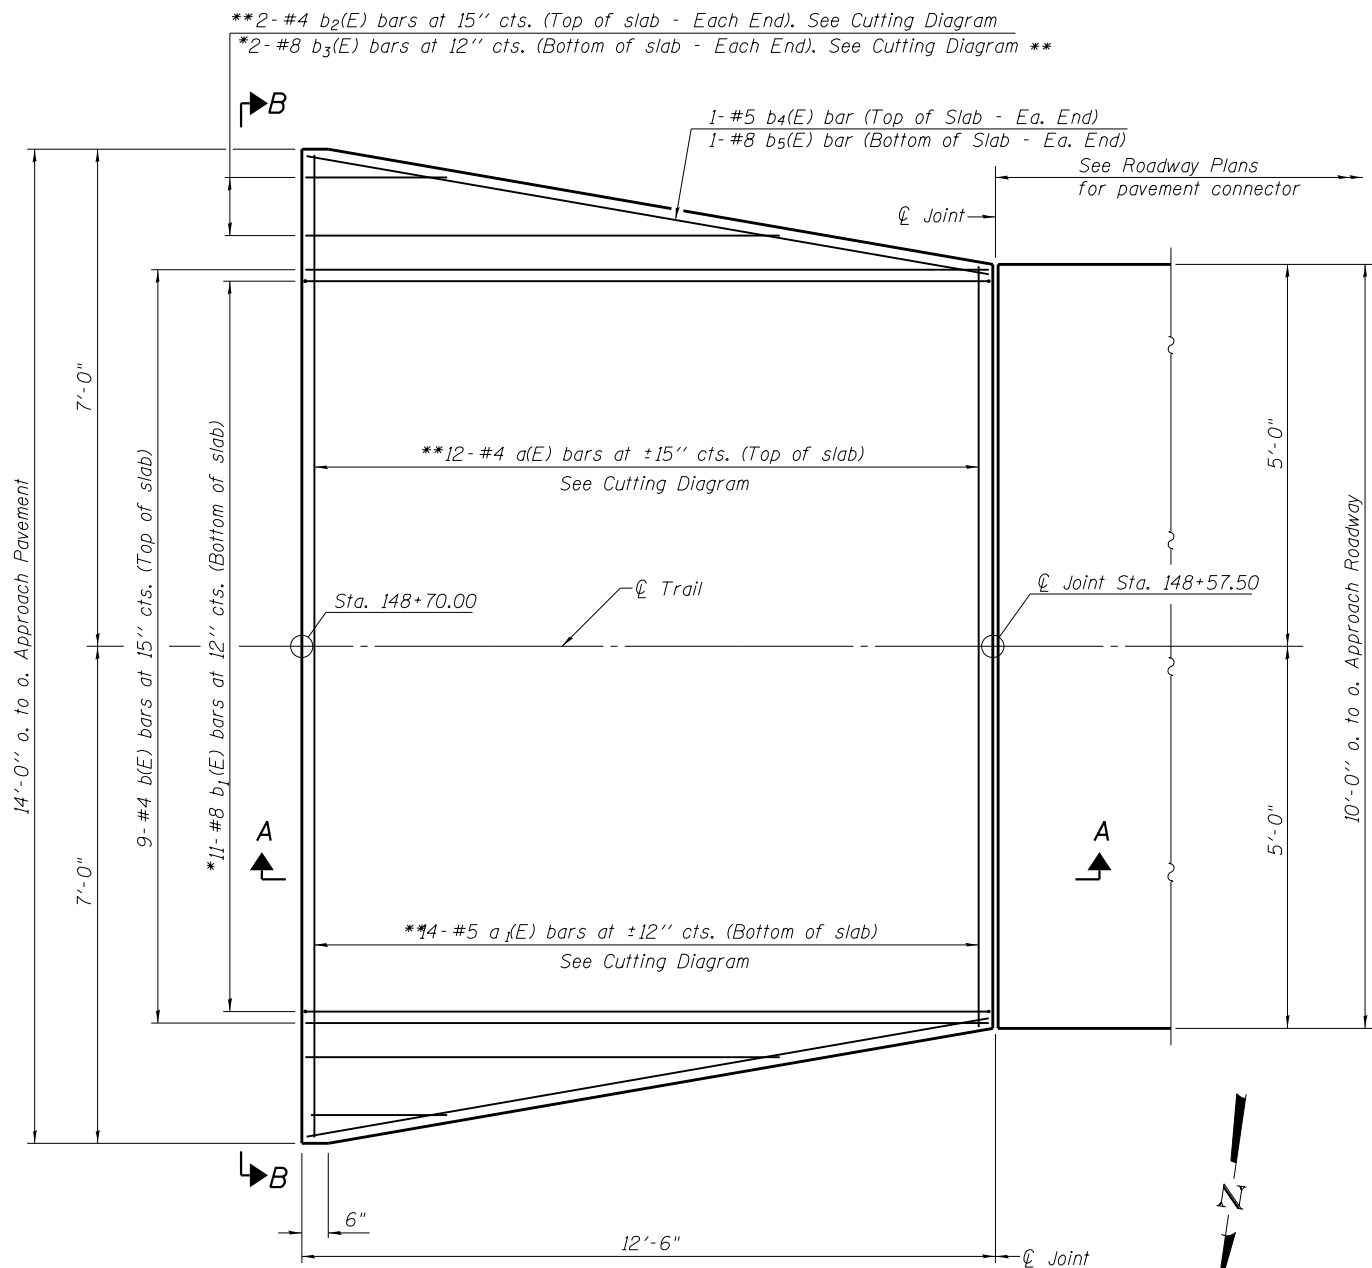 **2-#4 b2(E) bars at 15'' cts. (Top of slab - Each End). See Cutting Diagram
*2-#8 b3(E) bars at 12'' cts. (Bottom of slab - Each End). See Cutting Diagram **
B
1-#5 b4(E) bar (Top of Slab - Ea. End)
1-#8 b5(E) bar (Bottom of Slab - Ea. End)
See Roadway Plans
for pavement connector
℄ Joint
7'-0"
5'-0"
14'-0'' o. to o. Approach Pavement
9-#4 b(E) bars at 15'' cts. (Top of slab)
*11-#8 b1(E) bars at 12'' cts. (Bottom of slab)
**12-#4 a(E) bars at ±15'' cts. (Top of slab)
See Cutting Diagram
10'-0'' o. to o. Approach Roadway
Sta. 148+70.00
℄ Trail
℄ Joint Sta. 148+57.50
A
A
7'-0"
5'-0"
**14-#5 a1(E) bars at ±12'' cts. (Bottom of slab)
See Cutting Diagram
B
N
6"
12'-6"
℄ Joint